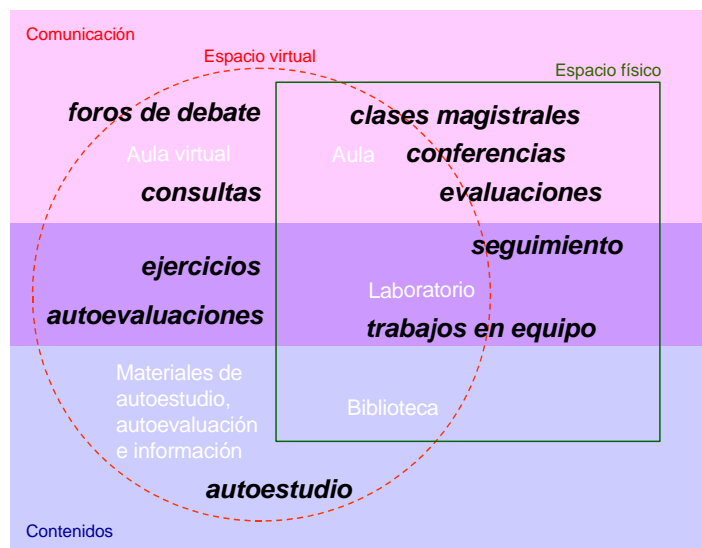 Comunicación
Espacio virtual
Espacio físico
foros de debate
clases magistrales
Aula virtual
Aula
conferencias
consultas
evaluaciones
seguimiento
ejercicios
Laboratorio
autoevaluaciones
trabajos en equipo
Materiales de
autoestudio,
autoevaluación
e información
Biblioteca
autoestudio
Contenidos